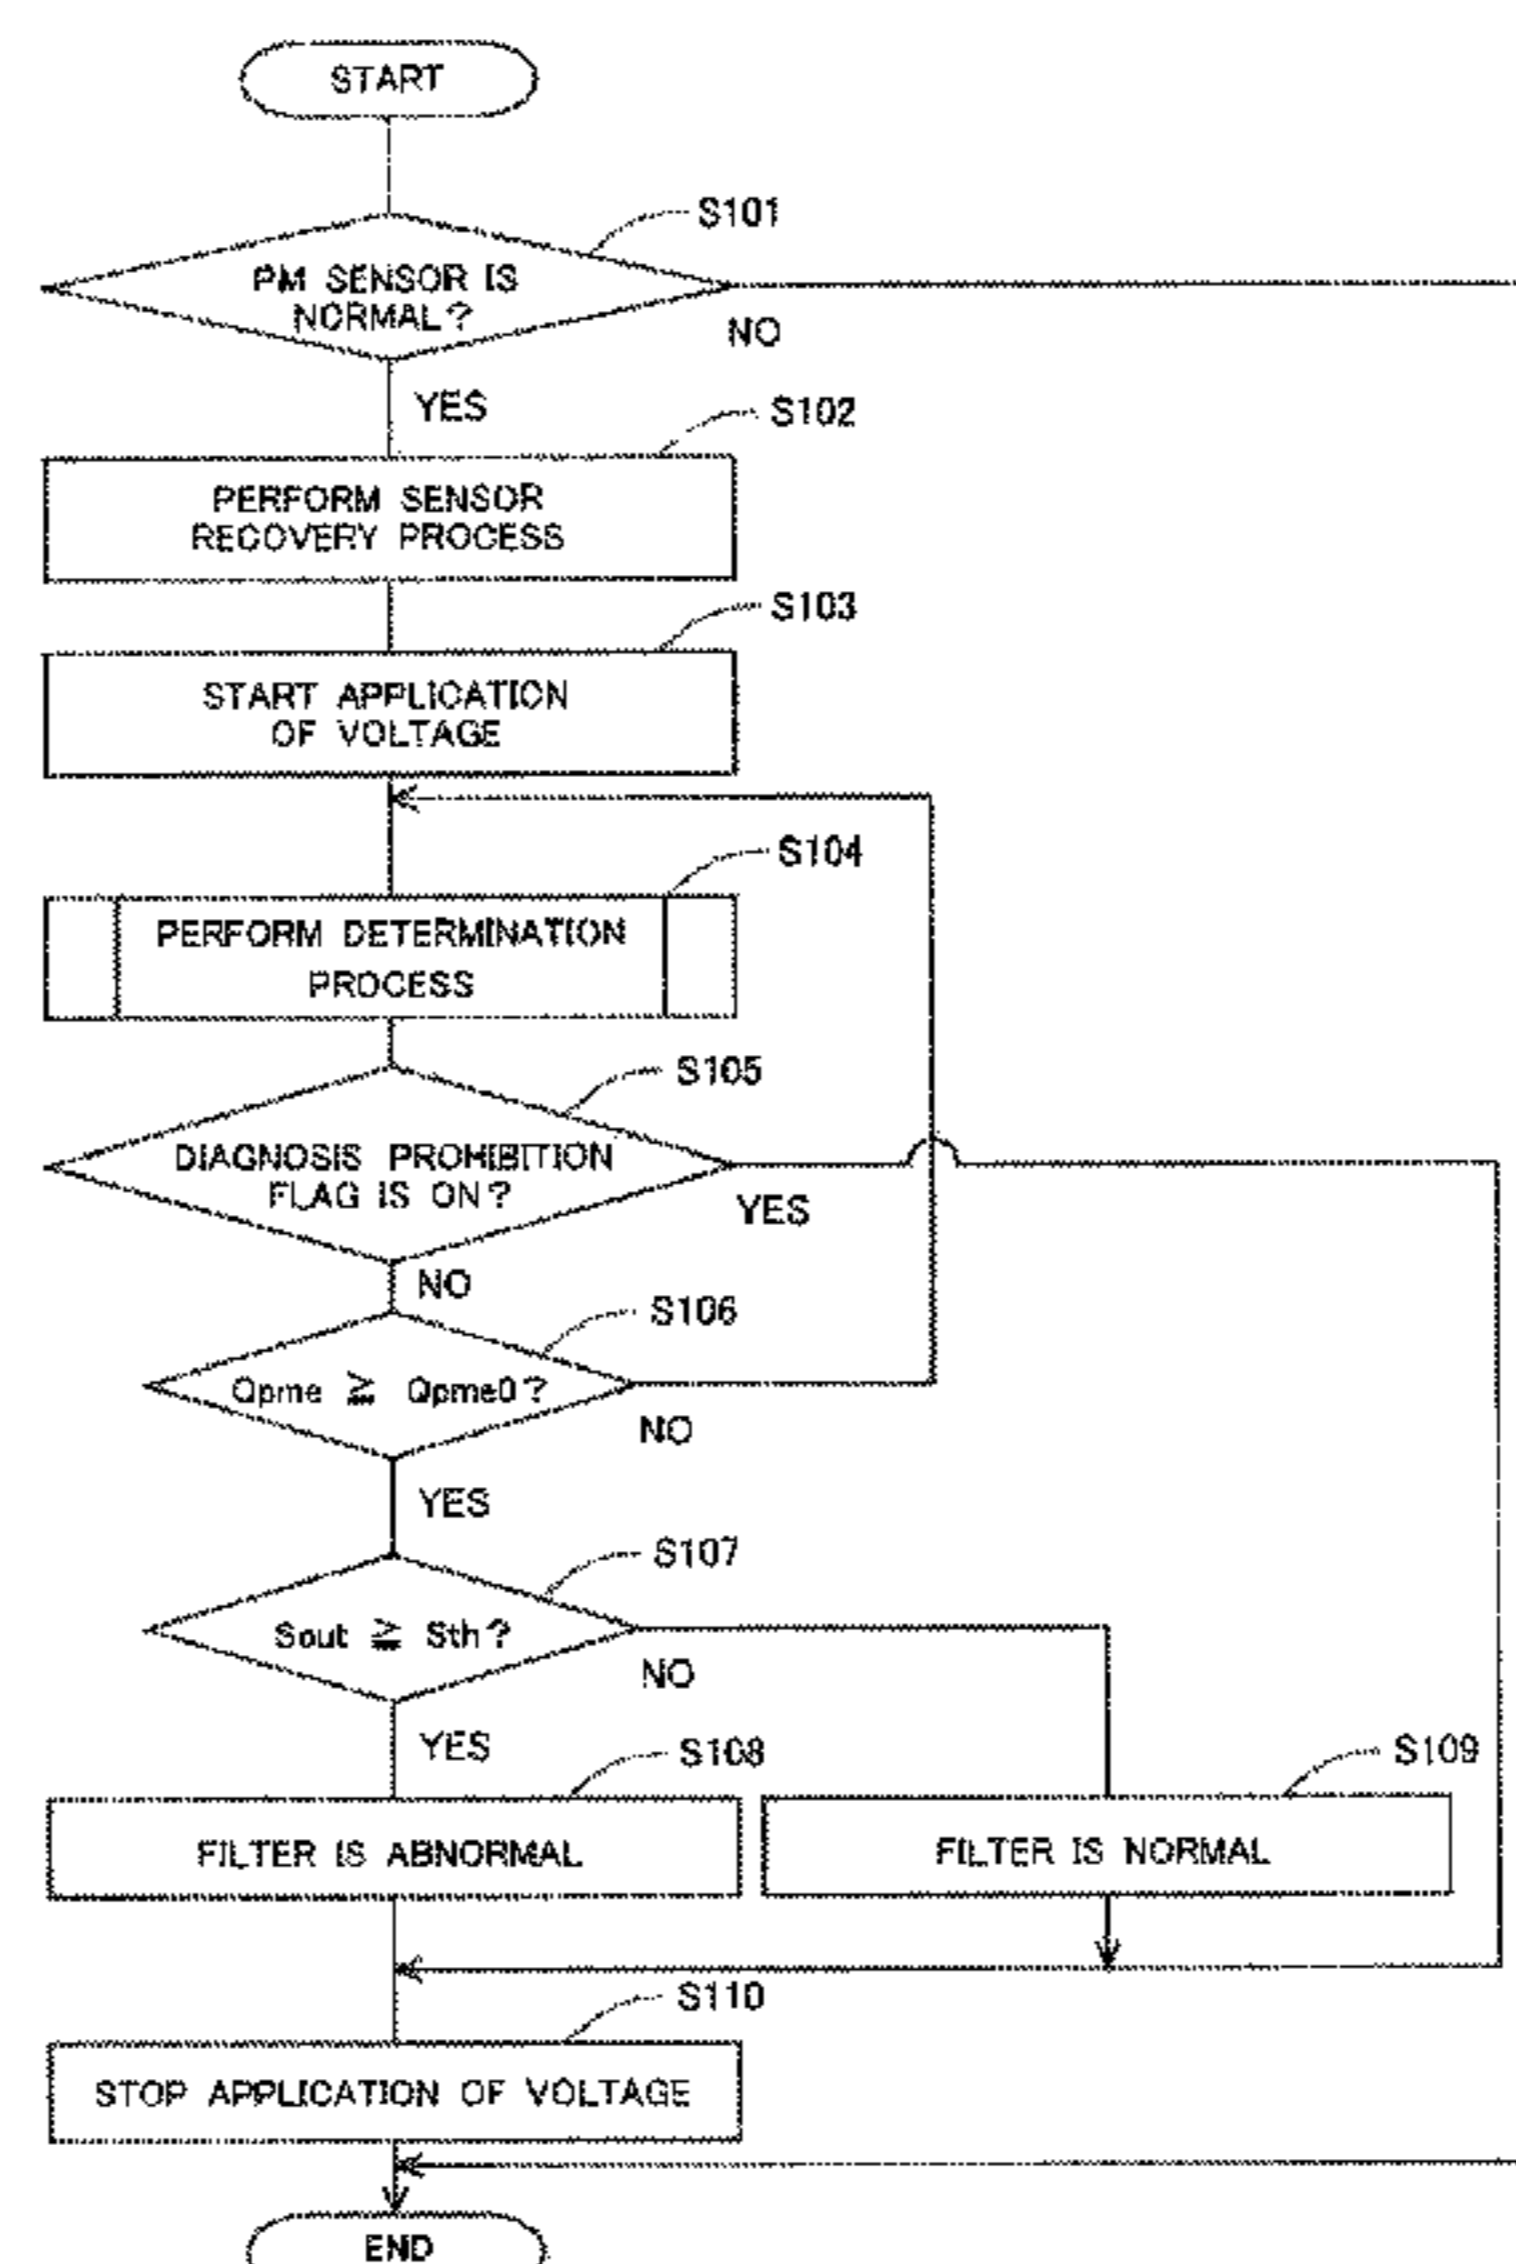 START
S101
PM SENSOR IS
NORMAL?
NO
YES
S102
PERFORM SENSOR
RECOVERY PROCESS
S103
START APPLICATION
OF VOLTAGE
S104
PERFORM DETERMINATION
PROCESS
S105
DIAGNOSIS PROHIBITION
FLAG IS ON?
YES
NO
S106
Qpme ≧ Qpme0?
NO
YES
S107
Sout ≧ Sth?
NO
YES
S108
S109
FILTER IS ABNORMAL
FILTER IS NORMAL
S110
STOP APPLICATION OF VOLTAGE
END